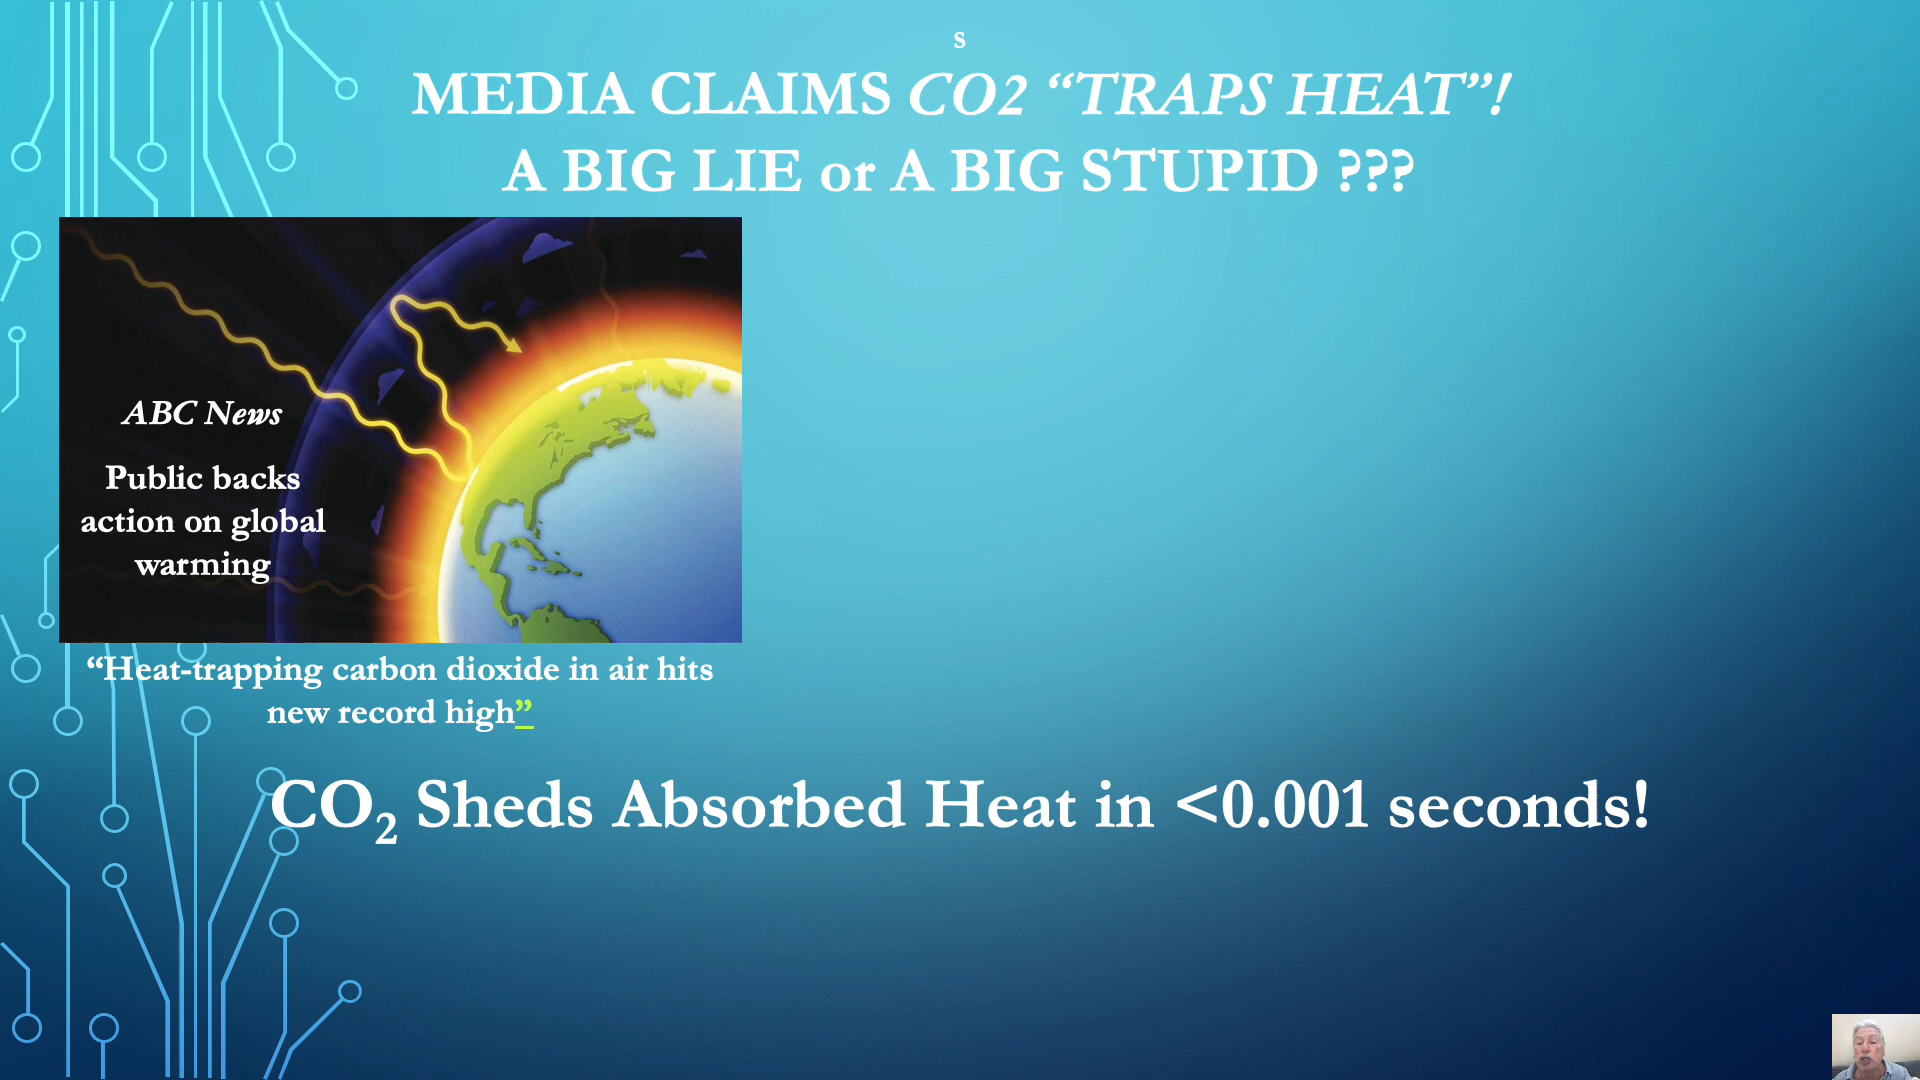 s
MEDIA CLAIMS CO2 “TRAPS HEAT”!
A BIG LIE or A BIG STUPID ???
ABC News
Public backs
action on global
warming
“Heat-trapping carbon dioxide in air hits
new record high”
CO₂ Sheds Absorbed Heat in <0.001 seconds!